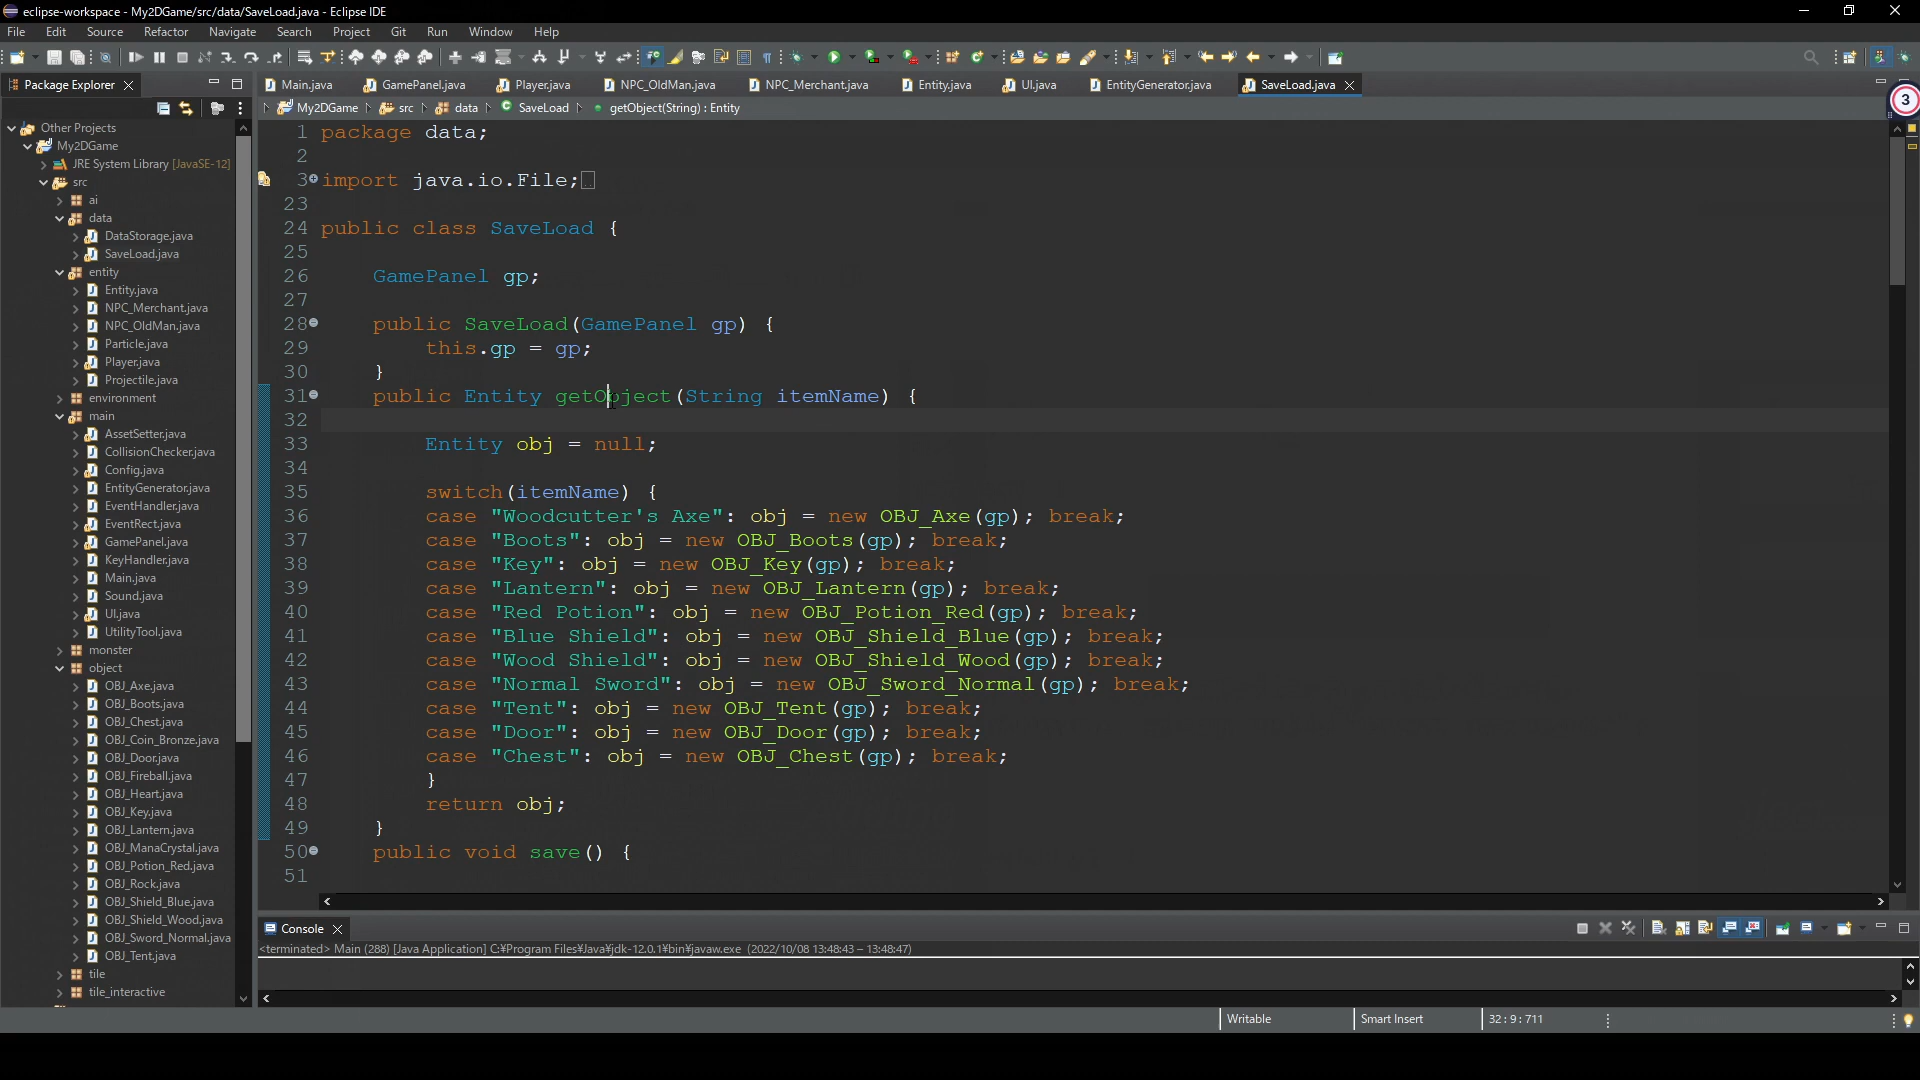 eclipse-workspace - My2DGame/src/data/SaveLoad.java - Eclipse IDE
File Edit Source Refactor Navigate Search Project Git Run Window Help
Package Explorer
Main.java GamePanel.java Player.java NPC_OldMan.java NPC_Merchant.java Entity.java UI.java EntityGenerator.java SaveLoad.java
My2DGame src data SaveLoad getObject(String) : Entity
3
Other Projects
My2DGame
JRE System Library [JavaSE-12]
src
ai
data
DataStorage.java
SaveLoad.java
entity
Entity.java
NPC_Merchant.java
NPC_OldMan.java
Particle.java
Player.java
Projectile.java
environment
main
AssetSetter.java
CollisionChecker.java
Config.java
EntityGenerator.java
EventHandler.java
EventRect.java
GamePanel.java
KeyHandler.java
Main.java
Sound.java
UI.java
UtilityTool.java
monster
object
OBJ_Axe.java
OBJ_Boots.java
OBJ_Chest.java
OBJ_Coin_Bronze.java
OBJ_Door.java
OBJ_Fireball.java
OBJ_Heart.java
OBJ_Key.java
OBJ_Lantern.java
OBJ_ManaCrystal.java
OBJ_Potion_Red.java
OBJ_Rock.java
OBJ_Shield_Blue.java
OBJ_Shield_Wood.java
OBJ_Sword_Normal.java
OBJ_Tent.java
tile
tile_interactive
1 package data;
2
3 import java.io.File;
23
24 public class SaveLoad {
25
26 GamePanel gp;
27
28 public SaveLoad(GamePanel gp) {
29 this.gp = gp;
30 }
31 public Entity getObject(String itemName) {
32
33 Entity obj = null;
34
35 switch(itemName) {
36 case "Woodcutter's Axe": obj = new OBJ_Axe(gp); break;
37 case "Boots": obj = new OBJ_Boots(gp); break;
38 case "Key": obj = new OBJ_Key(gp); break;
39 case "Lantern": obj = new OBJ_Lantern(gp); break;
40 case "Red Potion": obj = new OBJ_Potion_Red(gp); break;
41 case "Blue Shield": obj = new OBJ_Shield_Blue(gp); break;
42 case "Wood Shield": obj = new OBJ_Shield_Wood(gp); break;
43 case "Normal Sword": obj = new OBJ_Sword_Normal(gp); break;
44 case "Tent": obj = new OBJ_Tent(gp); break;
45 case "Door": obj = new OBJ_Door(gp); break;
46 case "Chest": obj = new OBJ_Chest(gp); break;
47 }
48 return obj;
49 }
50 public void save() {
51
Console
<terminated> Main (288) [Java Application] C:¥Program Files¥Java¥jdk-12.0.1¥bin¥javaw.exe (2022/10/08 13:48:43 – 13:48:47)
Writable Smart Insert 32 : 9 : 711